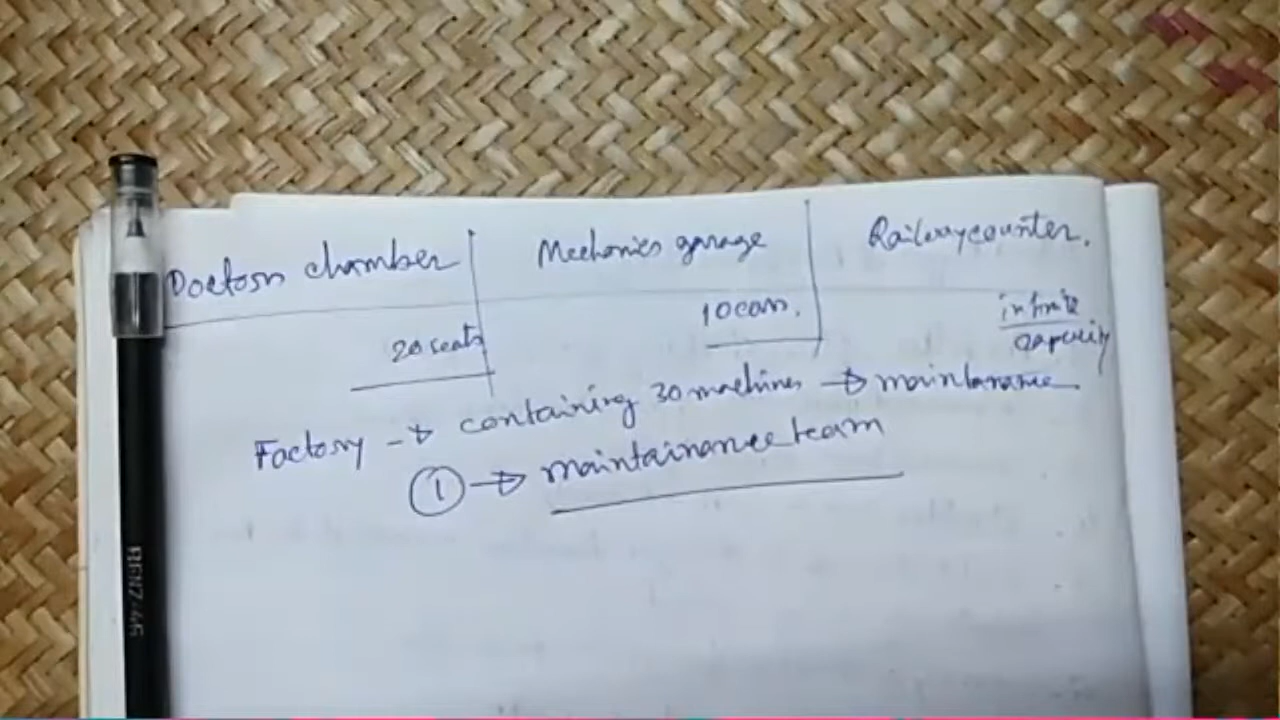 Doctors chamber
Mechanics garage
Railway counter.
20 seats
10 cars.
infinite
capacity
Factory → containing 30 machines → maintanance.
① → maintainance team